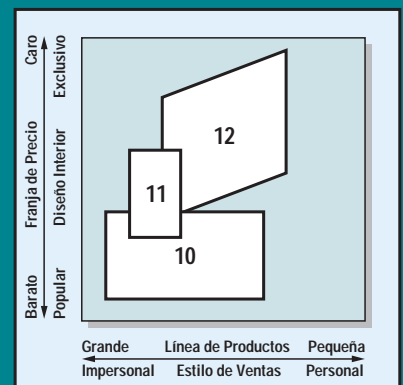 Caro
Exclusivo
Franja de Precio
Diseño Interior
Barato
Popular
12
11
10
Grande Línea de Productos Pequeña
Impersonal Estilo de Ventas Personal